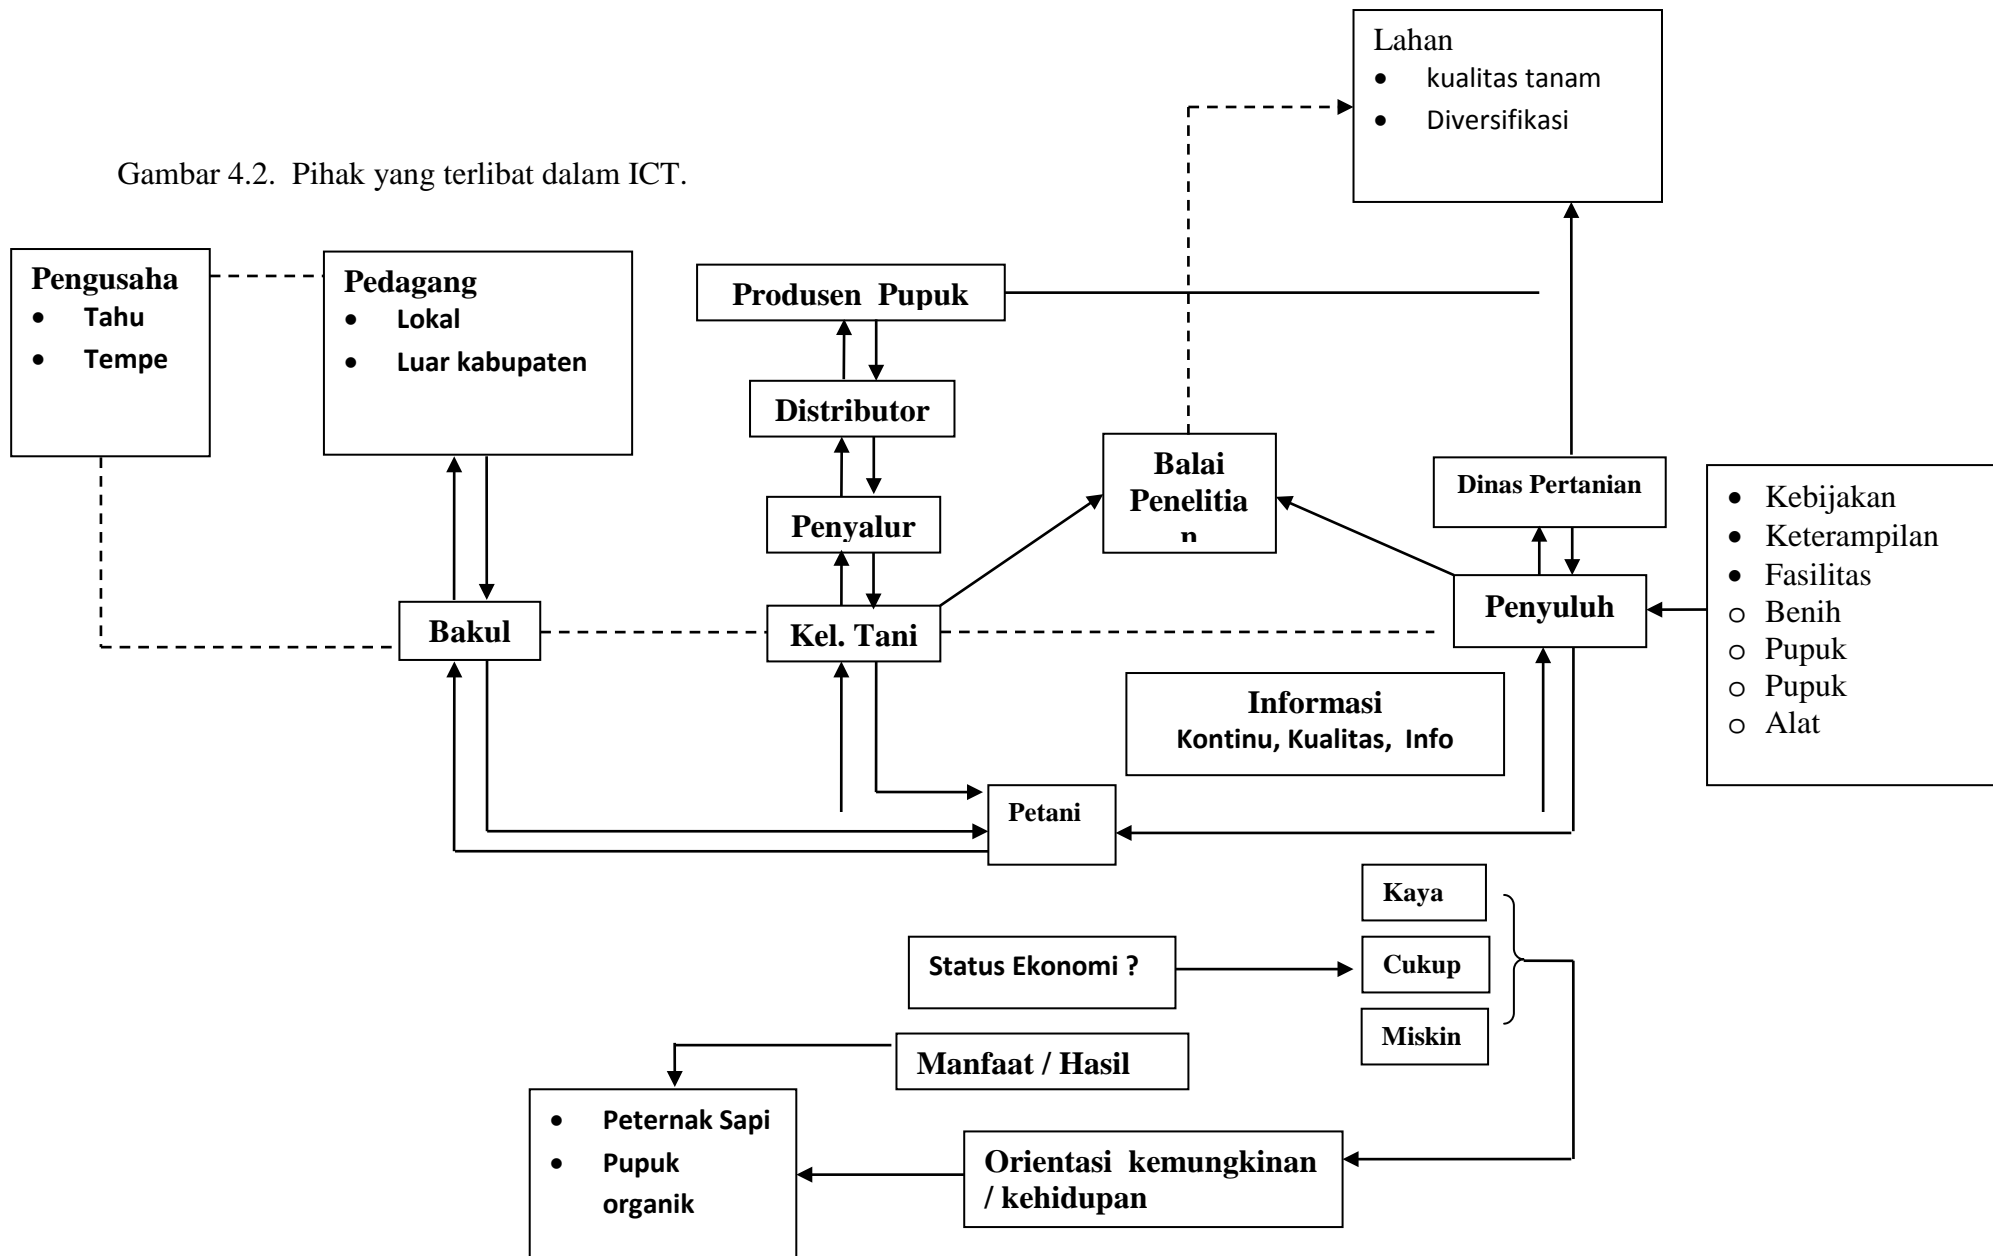 Lahan
• kualitas tanam
• Diversifikasi
Gambar 4.2. Pihak yang terlibat dalam ICT.
Pengusaha
• Tahu
• Tempe
Pedagang
• Lokal
• Luar kabupaten
Produsen Pupuk
Distributor
Penyalur
Balai
Penelitia
n
Dinas Pertanian
• Kebijakan
• Keterampilan
• Fasilitas
o Benih
o Pupuk
o Pupuk
o Alat
Bakul
Kel. Tani
Penyuluh
Informasi
Kontinu, Kualitas, Info
Petani
Kaya
Status Ekonomi ?
Cukup
Miskin
Manfaat / Hasil
• Peternak Sapi
• Pupuk
organik
Orientasi kemungkinan
/ kehidupan